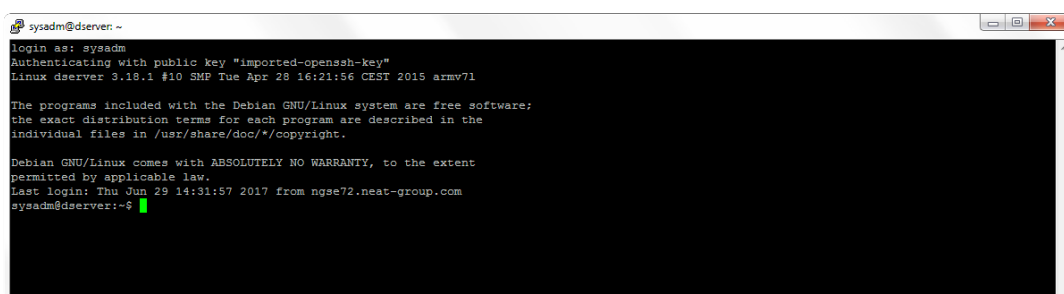 sysadm@dserver: ~
login as: sysadm
Authenticating with public key "imported-openssh-key"
Linux dserver 3.18.1 #10 SMP Tue Apr 28 16:21:56 CEST 2015 armv7l
The programs included with the Debian GNU/Linux system are free software;
the exact distribution terms for each program are described in the
individual files in /usr/share/doc/*/copyright.
Debian GNU/Linux comes with ABSOLUTELY NO WARRANTY, to the extent
permitted by applicable law.
Last login: Thu Jun 29 14:31:57 2017 from ngse72.neat-group.com
sysadm@dserver:~$